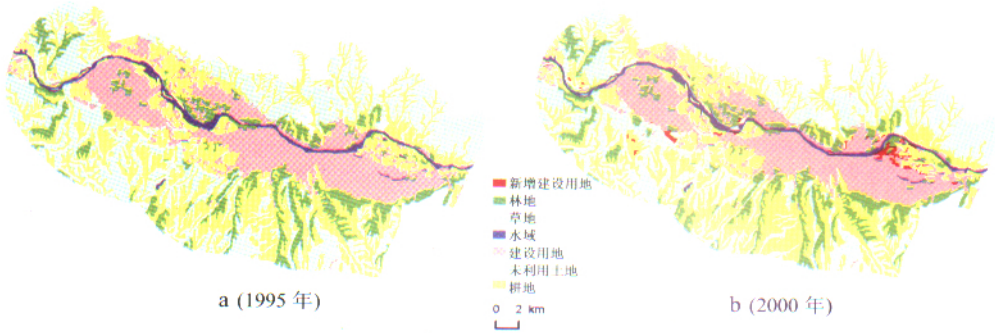 新增建设用地
林地
草地
水域
建设用地
未利用土地
耕地
0 2 km
a (1995 年)
b (2000 年)